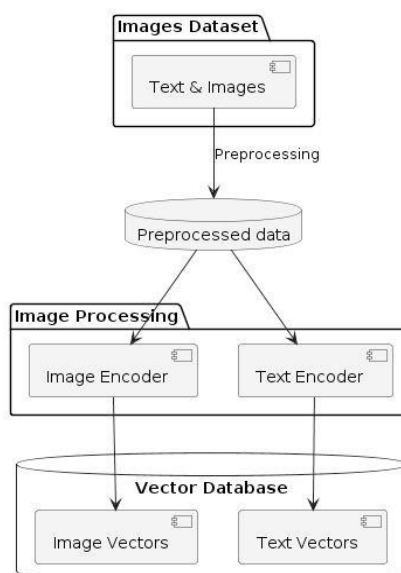 Images Dataset
Text & Images
Preprocessing
Preprocessed data
Image Processing
Image Encoder
Text Encoder
Vector Database
Image Vectors
Text Vectors